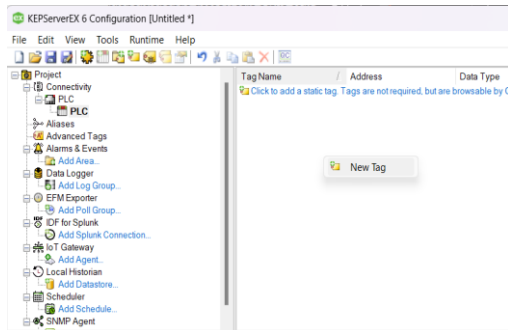 KEPServerEX 6 Configuration [Untitled *]
File Edit View Tools Runtime Help
Project
Connectivity
PLC
PLC
Aliases
Advanced Tags
Alarms & Events
Add Area...
Data Logger
Add Log Group...
EFM Exporter
Add Poll Group...
IDF for Splunk
Add Splunk Connection...
IoT Gateway
Add Agent...
Local Historian
Add Datastore...
Scheduler
Add Schedule...
SNMP Agent
Tag Name / Address Data Type
Click to add a static tag. Tags are not required, but are browsable by
New Tag